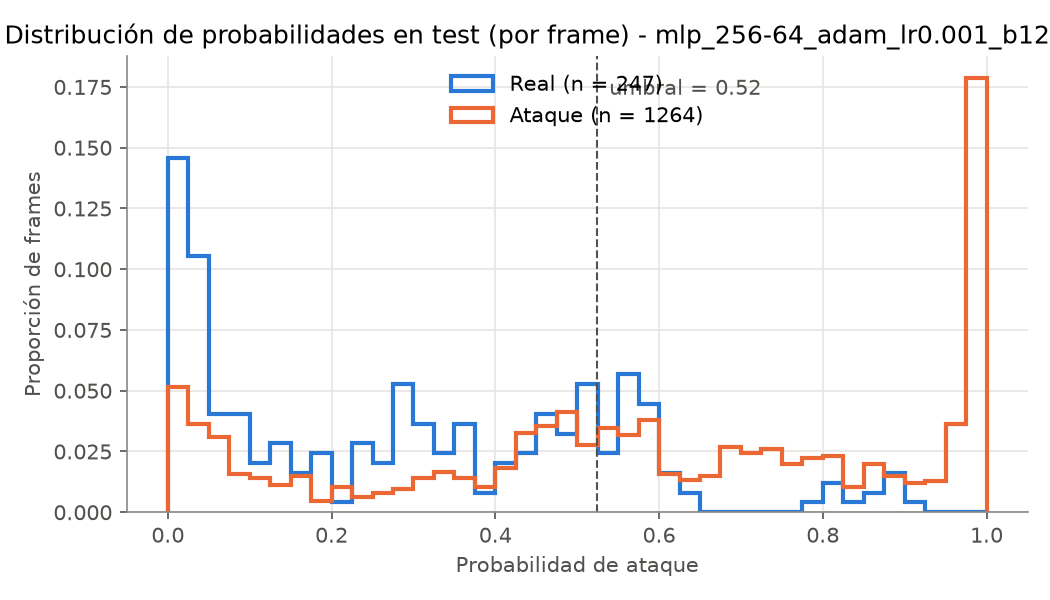 Distribución de probabilidades en test (por frame) - mlp_256-64_adam_lr0.001_b12
Real (n = 247)
umbral = 0.52
Ataque (n = 1264)
Proporción de frames
0.175
0.150
0.125
0.100
0.075
0.050
0.025
0.000
0.0 0.2 0.4 0.6 0.8 1.0
Probabilidad de ataque